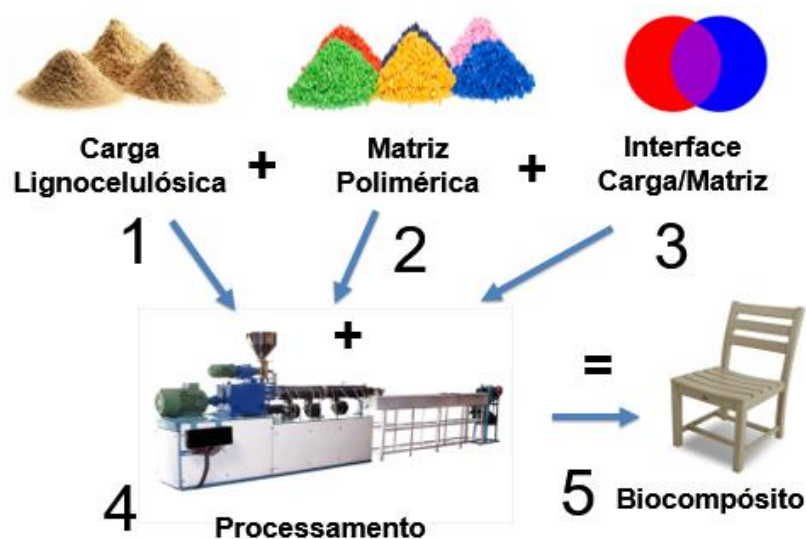 Carga
Lignocelulósica
+
Matriz
Polimérica
+
Interface
Carga/Matriz
1
2
3
+
=
4
Processamento
5
Biocompósito